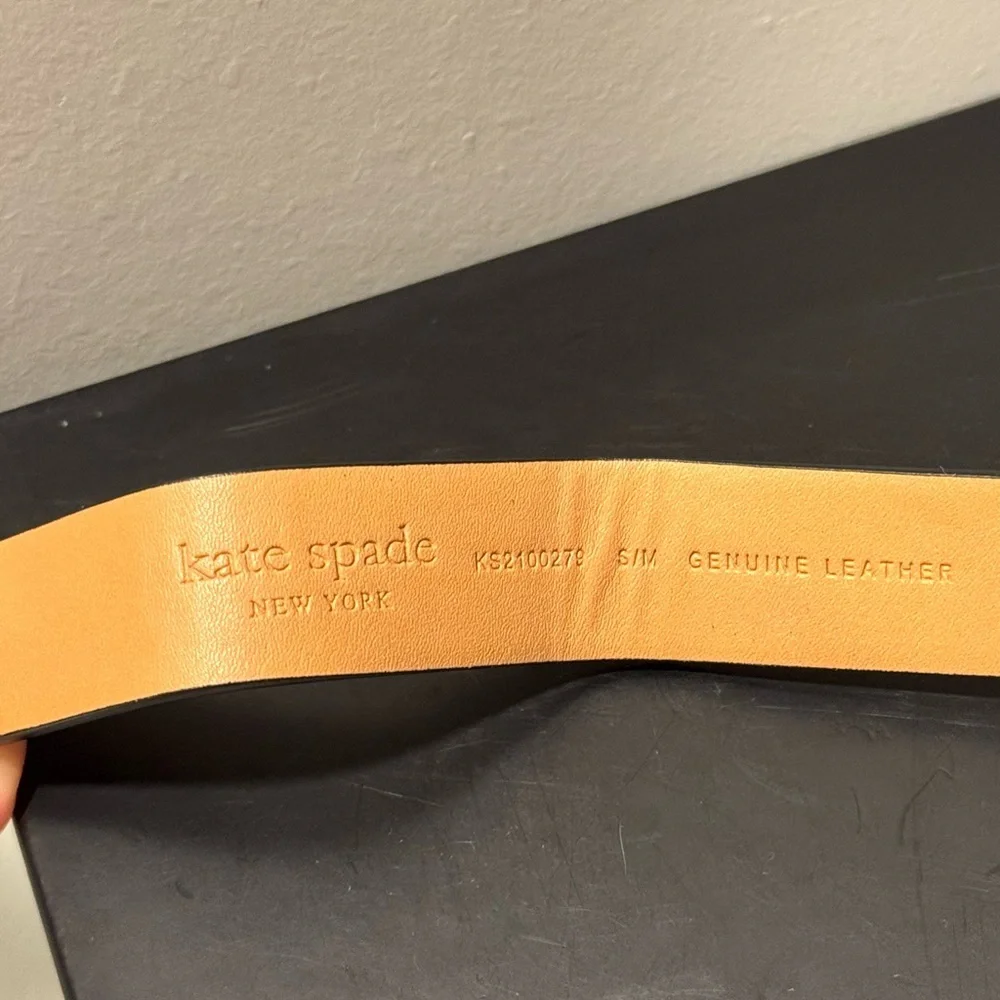 kate spade
NEW YORK
KS2100279 S/M GENUINE LEATHER